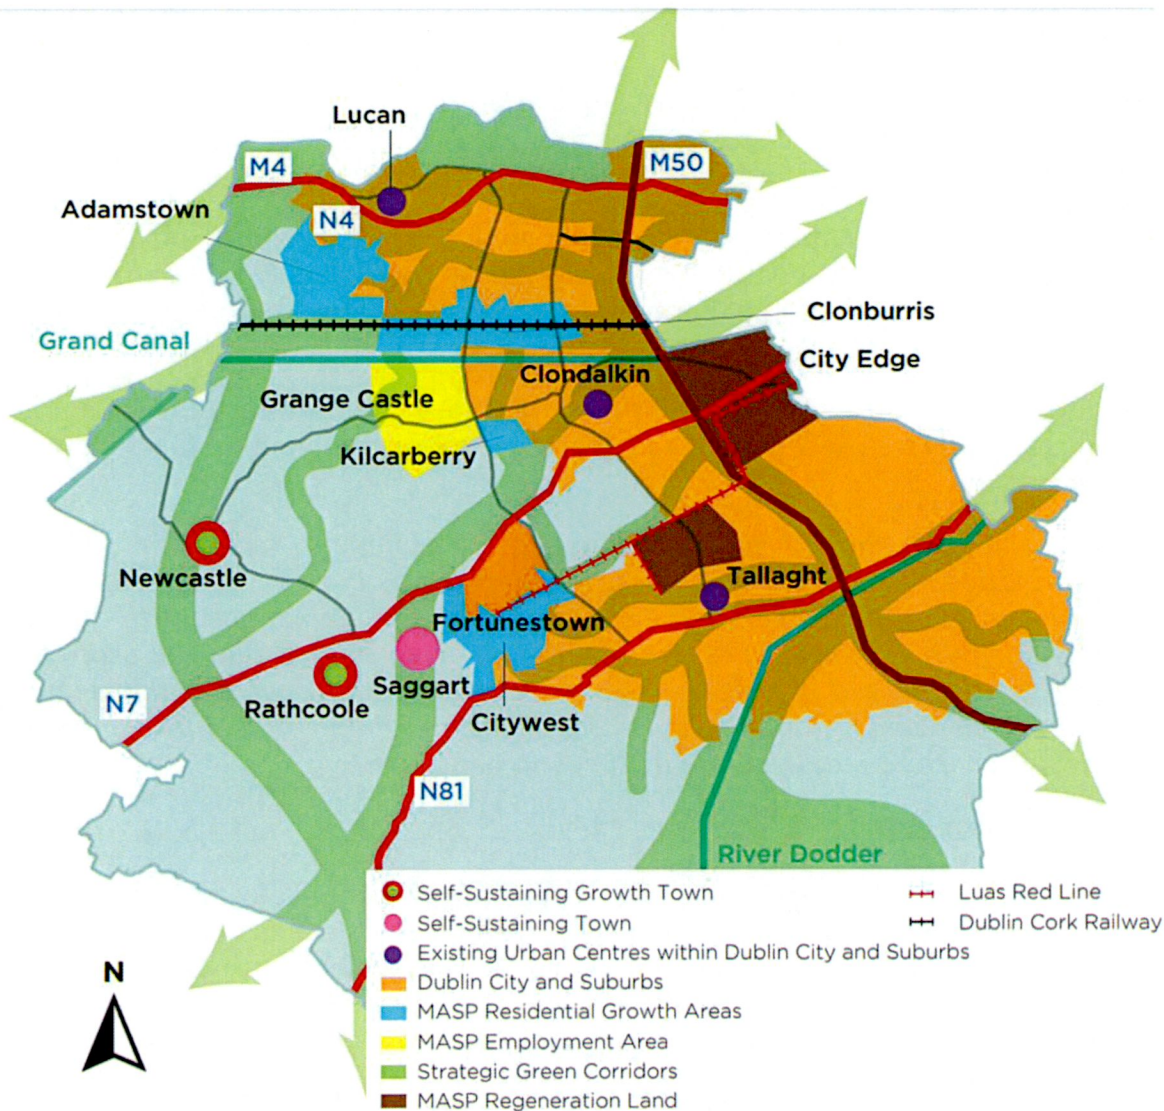 Lucan
M4
M50
Adamstown
N4
Clonburris
Grand Canal
City Edge
Clondalkin
Grange Castle
Kilcarberry
Newcastle
Tallaght
Fortunestown
Saggart
N7
Rathcoole
Citywest
N81
River Dodder
Self-Sustaining Growth Town
Self-Sustaining Town
Existing Urban Centres within Dublin City and Suburbs
Dublin City and Suburbs
MASP Residential Growth Areas
MASP Employment Area
Strategic Green Corridors
MASP Regeneration Land
Luas Red Line
Dublin Cork Railway
N